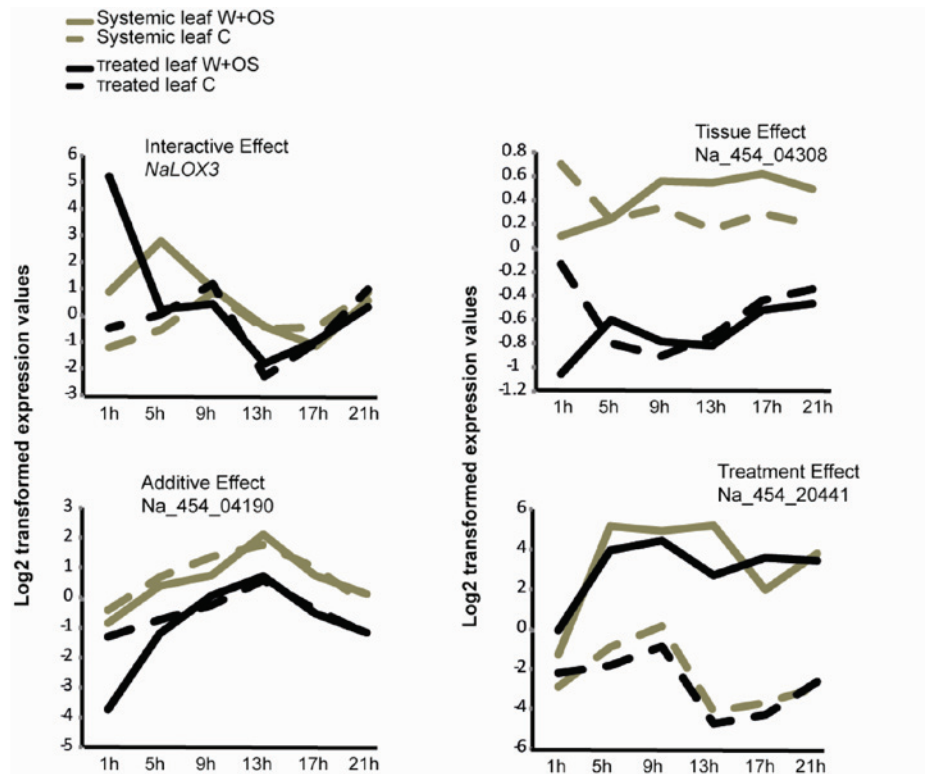 Systemic leaf W+OS
Systemic leaf C
Treated leaf W+OS
Treated leaf C
Interactive Effect
NaLOX3
6
5
4
3
2
1
0
-1
-2
-3
1h 5h 9h 13h 17h 21h
Log2 transformed expression values
Tissue Effect
Na_454_04308
0.8
0.6
0.4
0.2
0
-0.2
-0.4
-0.6
-0.8
-1
-1.2
1h 5h 9h 13h 17h 21h
Log2 transformed expression values
Additive Effect
Na_454_04190
3
2
1
0
-1
-2
-3
-4
-5
1h 5h 9h 13h 17h 21h
Treatment Effect
Na_454_20441
6
4
2
0
-2
-4
-6
1h 5h 9h 13h 17h 21h